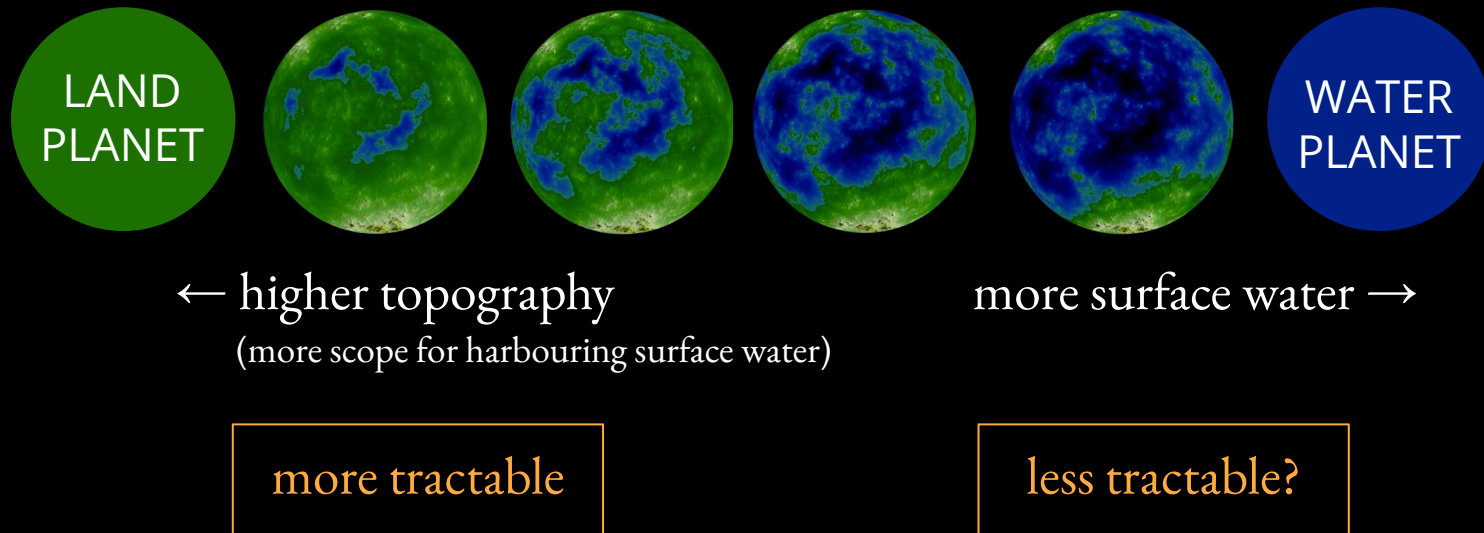 LAND
PLANET
WATER
PLANET
← higher topography
(more scope for harbouring surface water)
more surface water →
more tractable
less tractable?